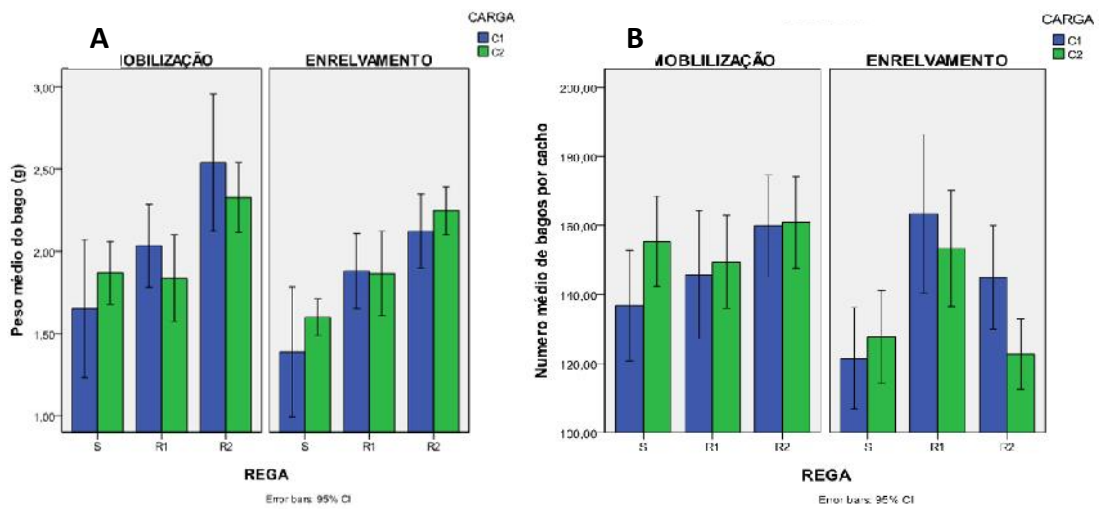 A
CARGA
C1
C2
IOBILIZAÇÃO ENRELVAMENTO
Peso médio do bago (g)
3,00
2,50
2,00
1,50
1,00
S R1 R2 S R1 R2
REGA
Error bars: 95% CI
B
CARGA
C1
C2
MOBLILIZAÇÃO ENRELVAMENTO
Numero médio de bagos por cacho
200,00
180,00
160,00
140,00
120,00
100,00
S R1 R2 S R1 R2
REGA
Error bars: 95% CI